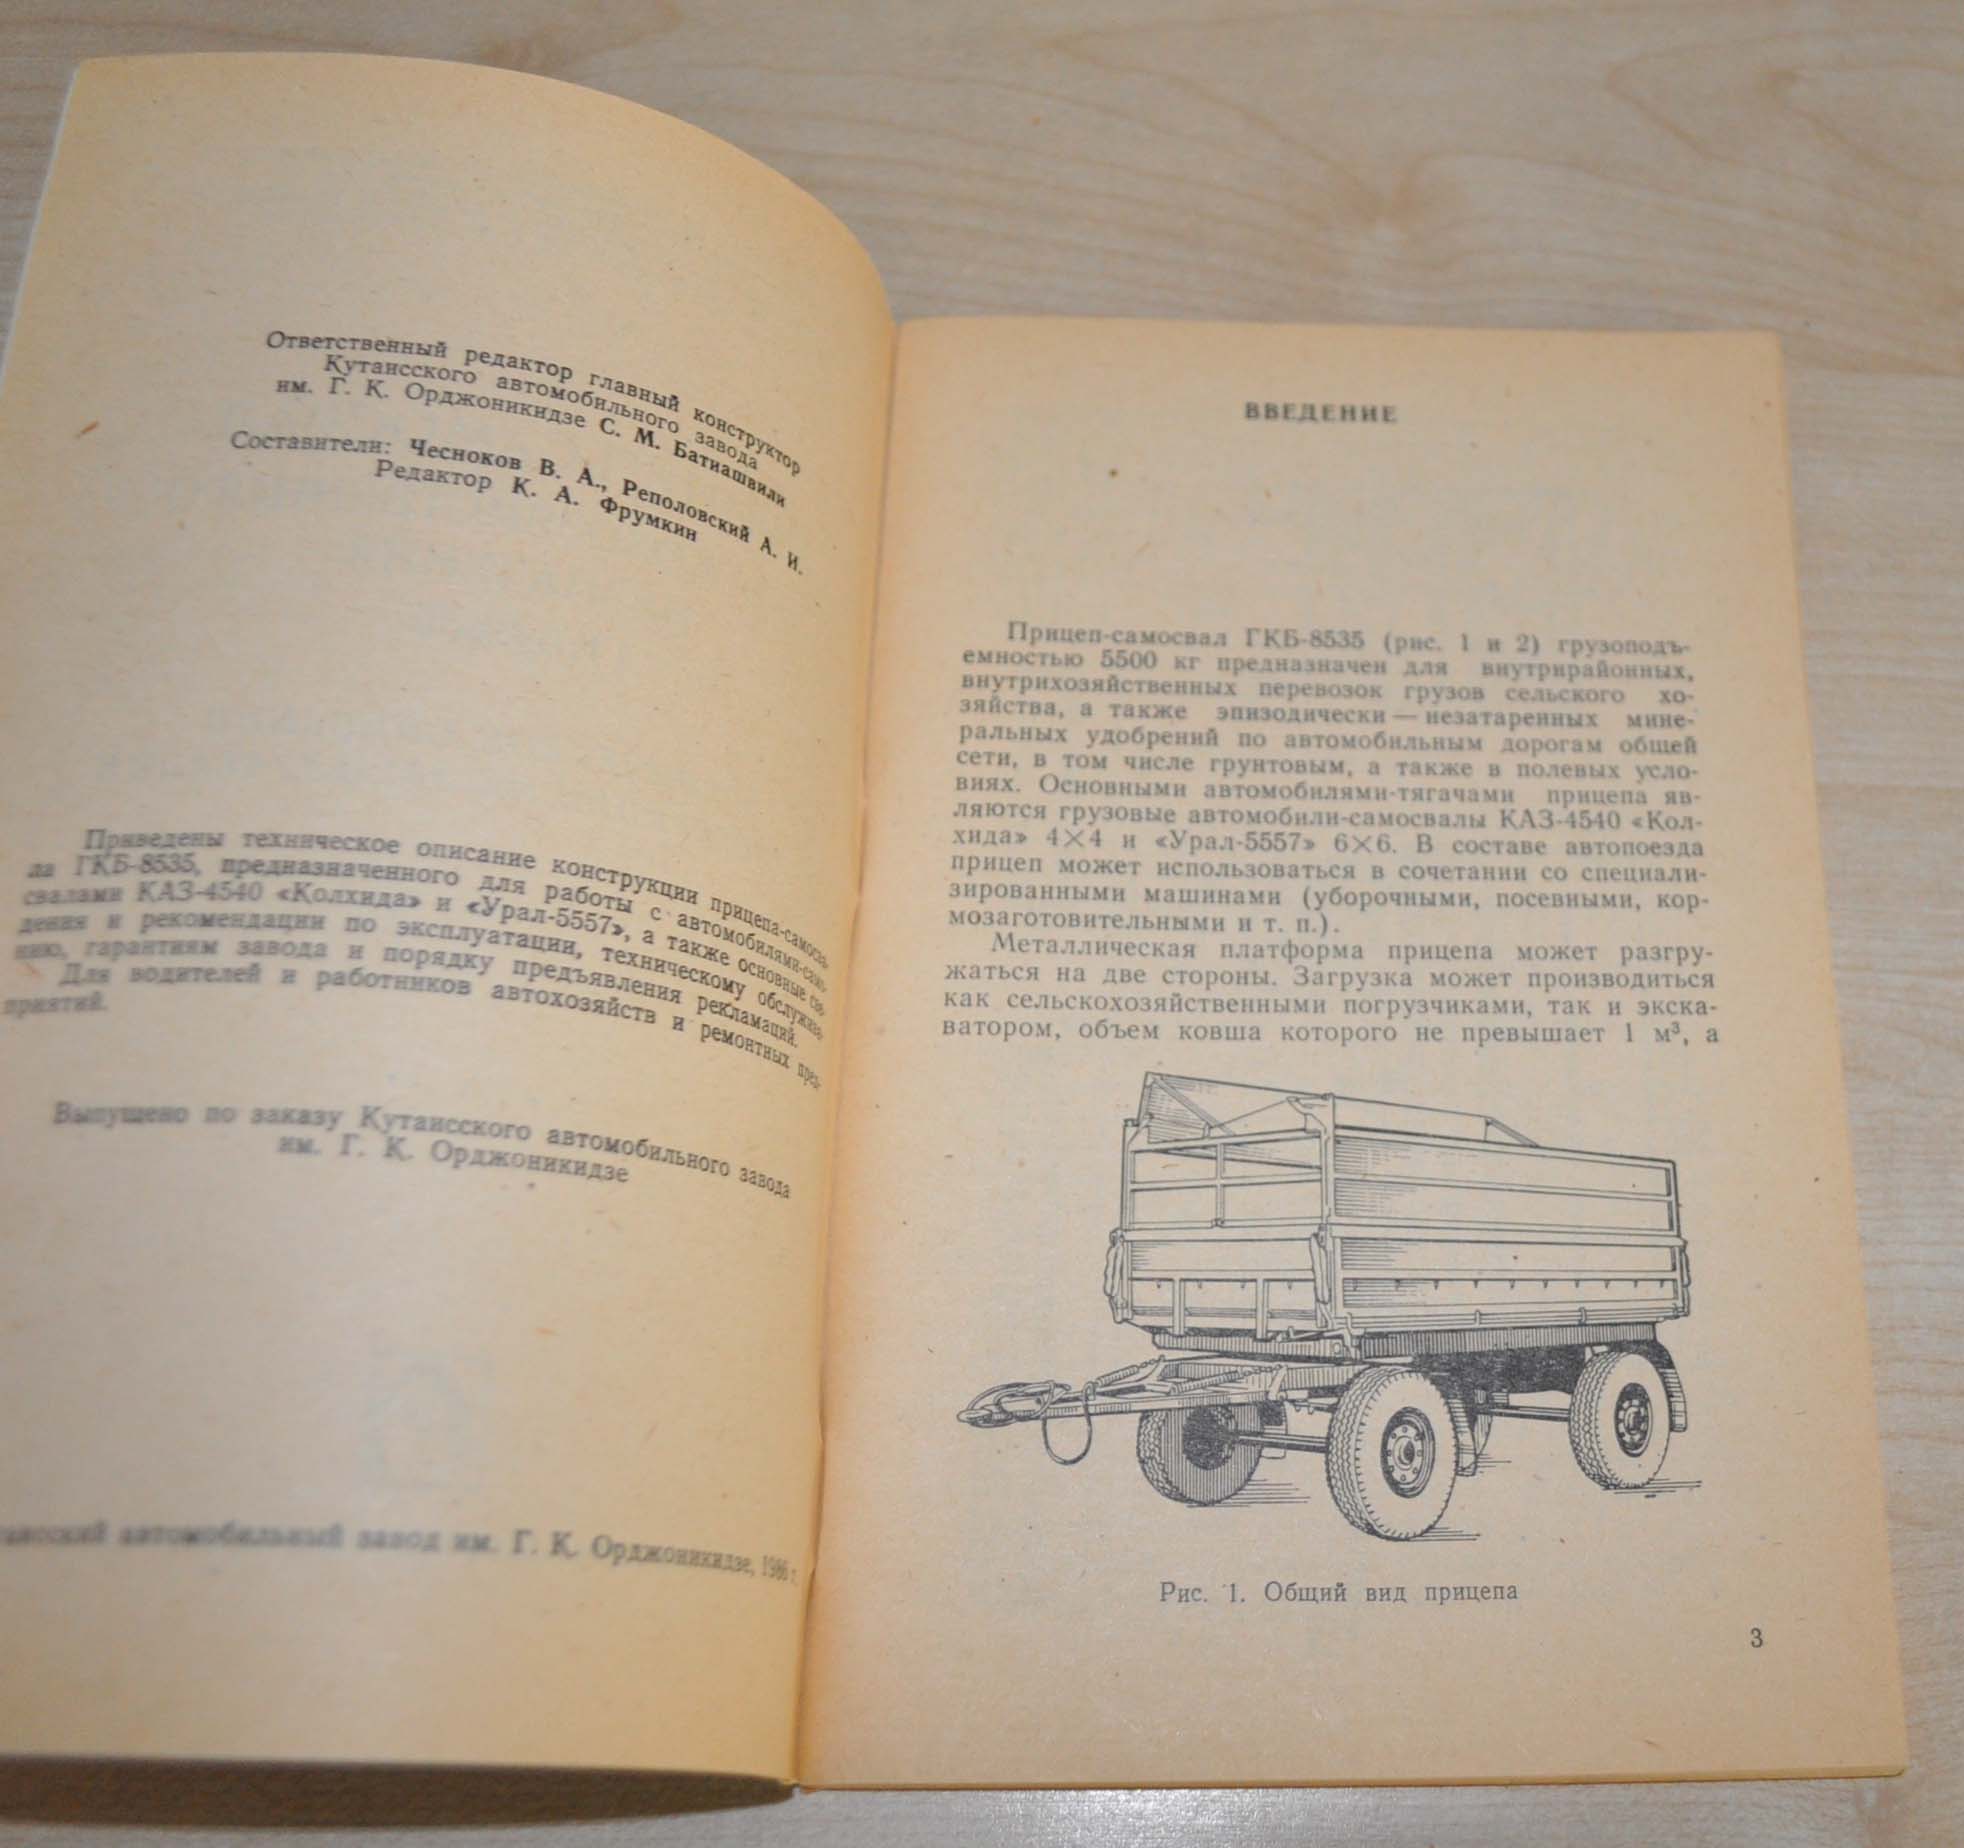 Ответственный редактор главный конструктор
Кутаисского автомобильного завода
им. Г. К. Орджоникидзе С. М. Батиашвили
Составители: Чесноков В. А., Реполовский А. И.
Редактор К. А. Фрумкин
Приведены техническое описание конструкции прицепа-самосва-
ла ГКБ-8535, предназначенного для работы с автомобилями-само-
свалами КАЗ-4540 «Колхида» и «Урал-5557», а также основные све-
дения и рекомендации по эксплуатации, техническому обслужива-
нию, гарантиям завода и порядку предъявления рекламаций.
Для водителей и работников автохозяйств и ремонтных пред-
приятий.
Выпущено по заказу Кутаисского автомобильного завода
им. Г. К. Орджоникидзе
автомобильный завод им. Г. К. Орджоникидзе, 1986 г.
ВВЕДЕНИЕ
Прицеп-самосвал ГКБ-8535 (рис. 1 и 2) грузоподъ-
емностью 5500 кг предназначен для внутрирайонных,
внутрихозяйственных перевозок грузов сельского хо-
зяйства, а также эпизодически — незатаренных мине-
ральных удобрений по автомобильным дорогам общей
сети, в том числе грунтовым, а также в полевых усло-
виях. Основными автомобилями-тягачами прицепа яв-
ляются грузовые автомобили-самосвалы КАЗ-4540 «Кол-
хида» 4×4 и «Урал-5557» 6×6. В составе автопоезда
прицеп может использоваться в сочетании со специали-
зированными машинами (уборочными, посевными, кор-
мозаготовительными и т. п.).
Металлическая платформа прицепа может разгру-
жаться на две стороны. Загрузка может производиться
как сельскохозяйственными погрузчиками, так и экска-
ватором, объем ковша которого не превышает 1 м³, а
Рис. 1. Общий вид прицепа
3